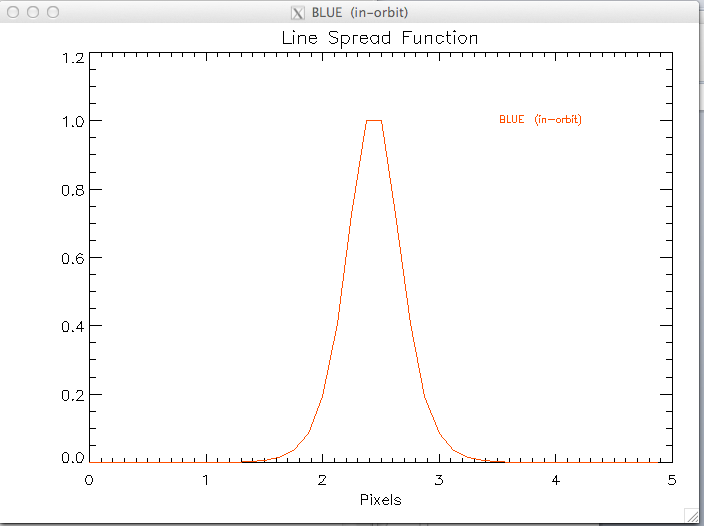 BLUE (in-orbit)
Line Spread Function
1.2
1.0
BLUE (in-orbit)
0.8
0.6
0.4
0.2
0.0
0 1 2 3 4 5
Pixels